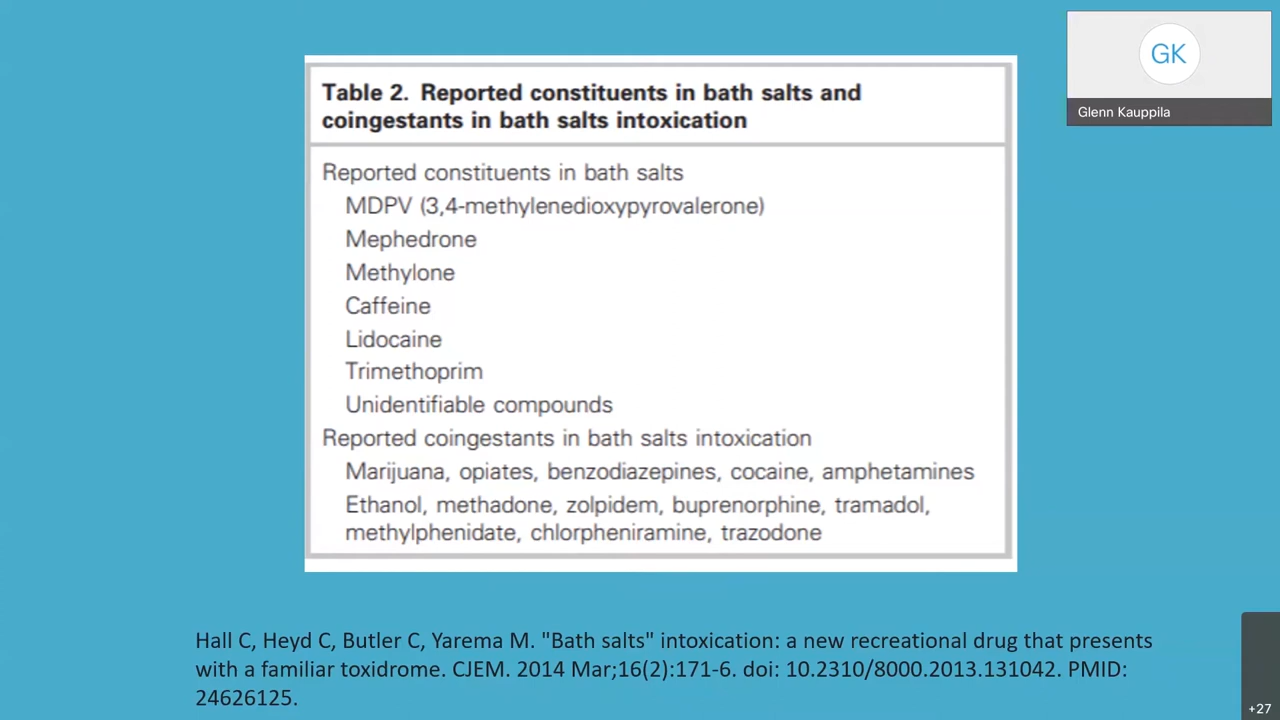 GK
Glenn Kauppila
Table 2. Reported constituents in bath salts and
coingestants in bath salts intoxication
Reported constituents in bath salts
MDPV (3,4-methylenedioxypyrovalerone)
Mephedrone
Methylone
Caffeine
Lidocaine
Trimethoprim
Unidentifiable compounds
Reported coingestants in bath salts intoxication
Marijuana, opiates, benzodiazepines, cocaine, amphetamines
Ethanol, methadone, zolpidem, buprenorphine, tramadol,
methylphenidate, chlorpheniramine, trazodone
Hall C, Heyd C, Butler C, Yarema M. "Bath salts" intoxication: a new recreational drug that presents
with a familiar toxidrome. CJEM. 2014 Mar;16(2):171-6. doi: 10.2310/8000.2013.131042. PMID:
24626125.
+27